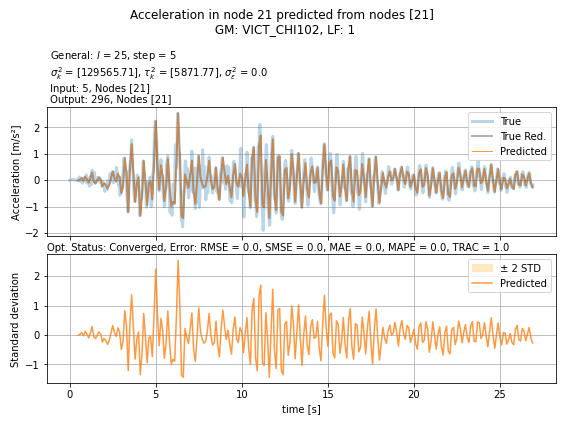 Acceleration in node 21 predicted from nodes [21]
GM: VICT_CHI102, LF: 1
General: l = 25, step = 5
σ²ₖ = [129565.71], τ²ₖ = [5871.77], σ²ε = 0.0
Input: 5, Nodes [21]
Output: 296, Nodes [21]
Acceleration [m/s²]
2
1
0
−1
−2
True
True Red.
Predicted
Opt. Status: Converged, Error: RMSE = 0.0, SMSE = 0.0, MAE = 0.0, MAPE = 0.0, TRAC = 1.0
Standard deviation
2
1
0
−1
± 2 STD
Predicted
0 5 10 15 20 25
time [s]